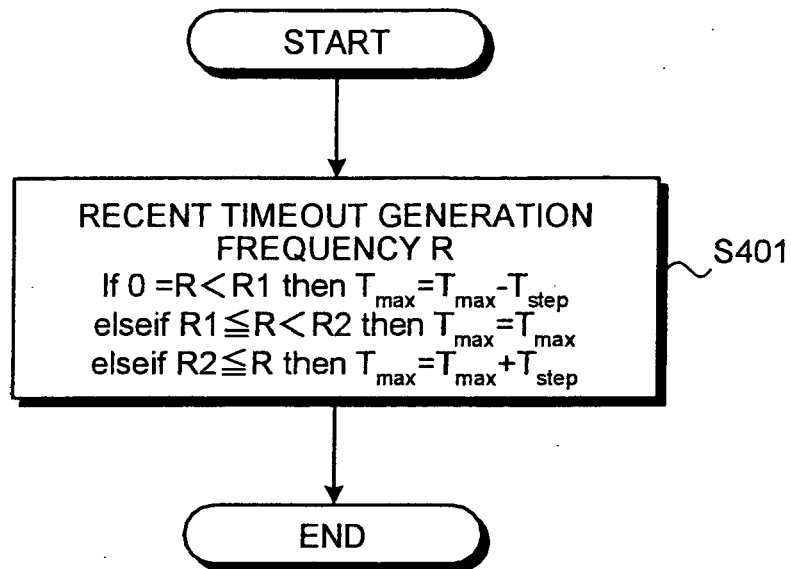 START
RECENT TIMEOUT GENERATION
FREQUENCY R
If 0 =R<R1 then Tmax=Tmax-Tstep
elseif R1≦R<R2 then Tmax=Tmax
elseif R2≦R then Tmax=Tmax+Tstep
S401
END